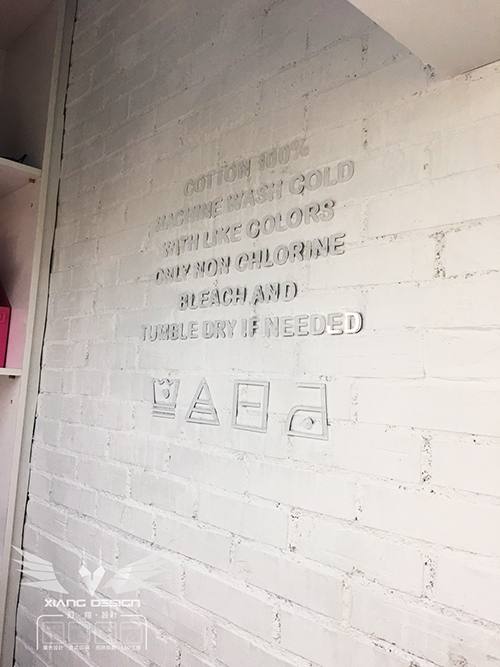 COTTON 100%
MACHINE WASH COLD
WITH LIKE COLORS
ONLY NON CHLORINE
BLEACH AND
TUMBLE DRY IF NEEDED
XIANG DESIGN